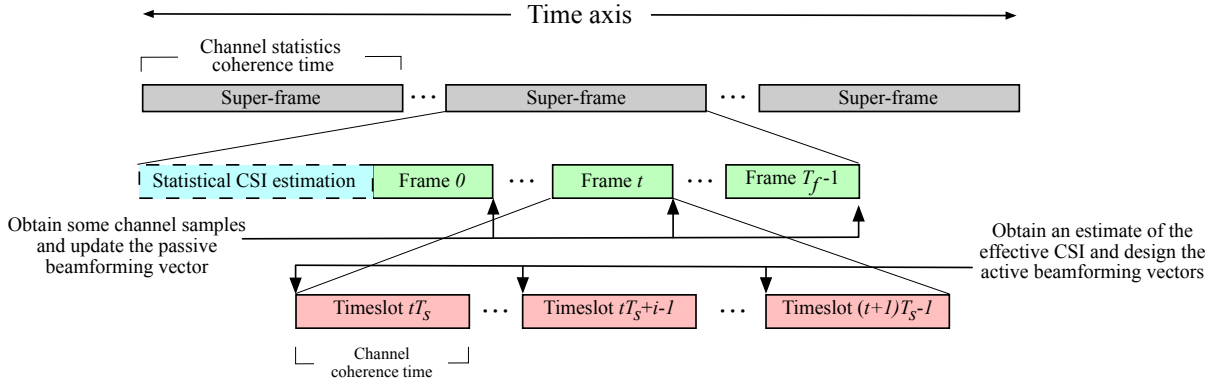 Time axis
Channel statistics
coherence time
Super-frame ... Super-frame ... Super-frame
Statistical CSI estimation Frame 0 ... Frame t ... Frame T_f-1
Obtain some channel samples
and update the passive
beamforming vector
Obtain an estimate of the
effective CSI and design the
active beamforming vectors
Timeslot tT_s ... Timeslot tT_s+i-1 ... Timeslot (t+1)T_s-1
Channel
coherence time